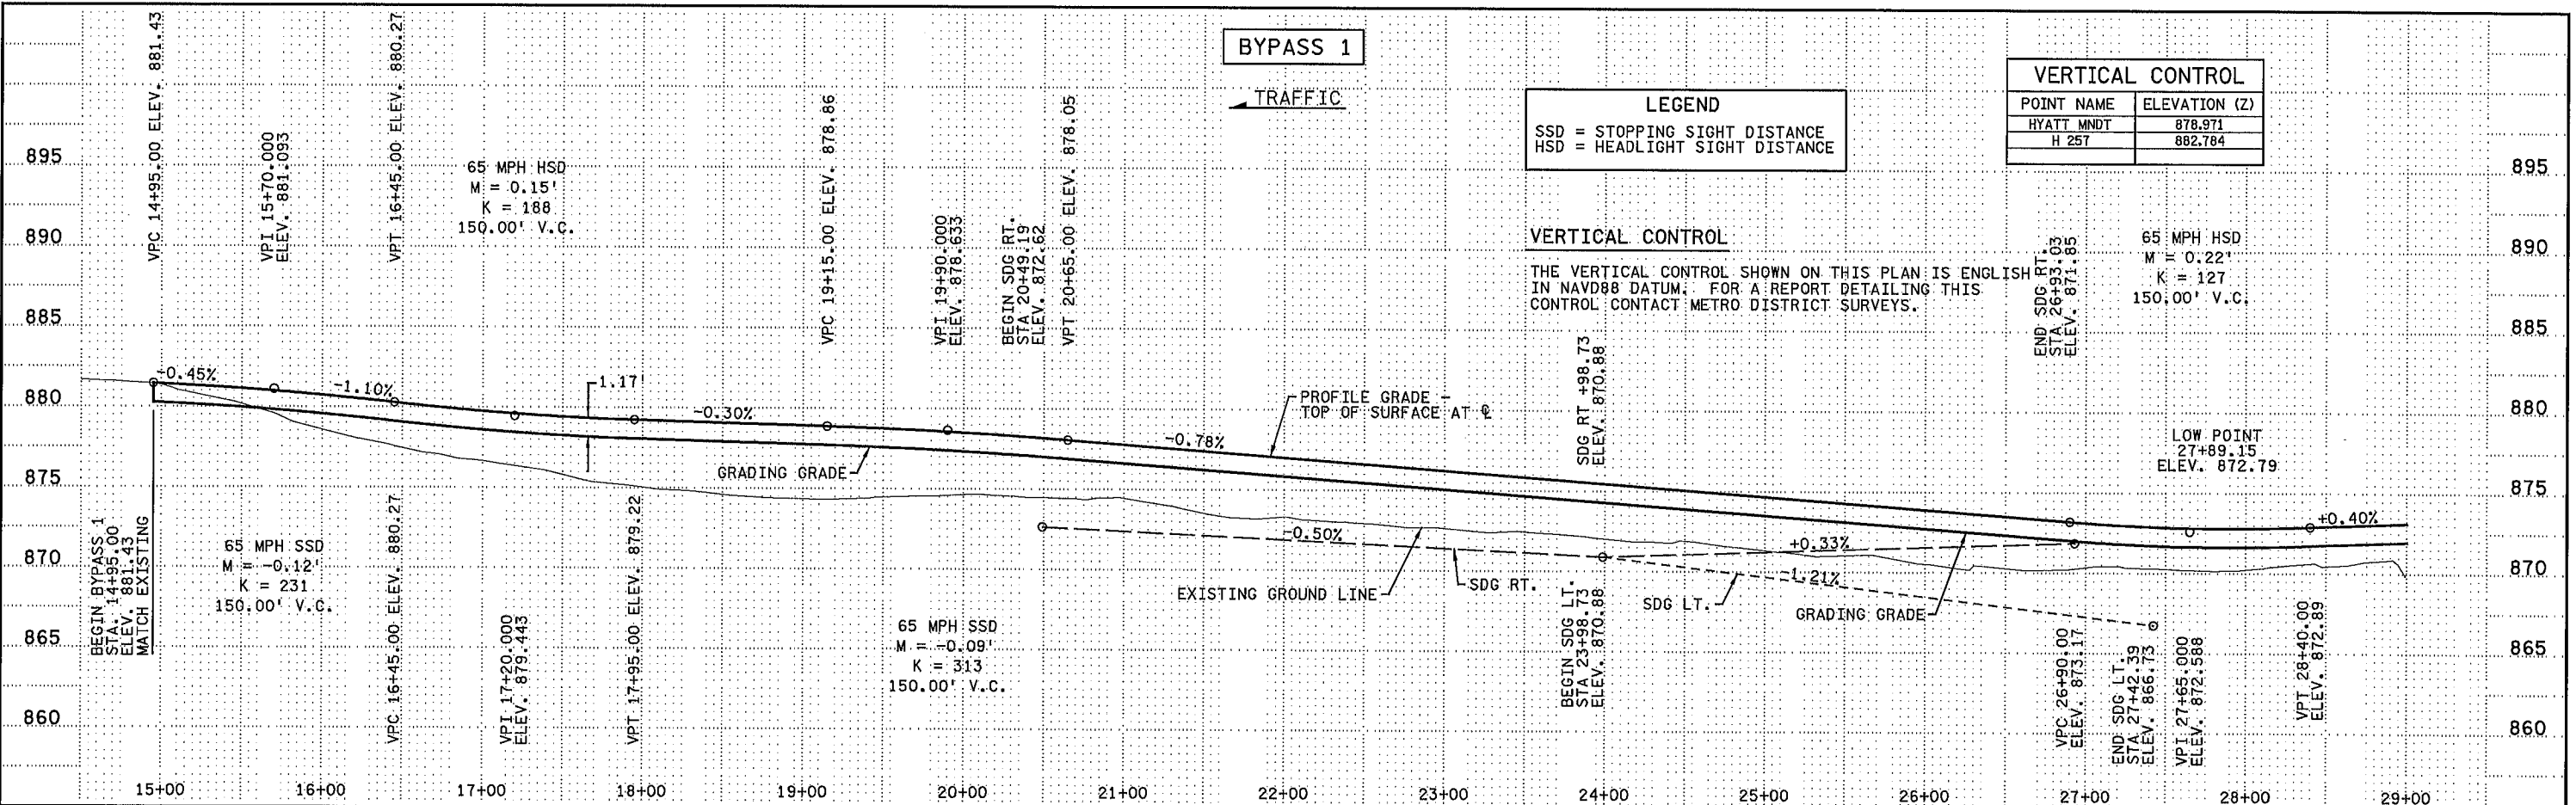 BYPASS 1
TRAFFIC
LEGEND
SSD = STOPPING SIGHT DISTANCE
HSD = HEADLIGHT SIGHT DISTANCE
VERTICAL CONTROL
POINT NAME ELEVATION (Z)
HYATT MNDT 878.971
H 257 882.784
VERTICAL CONTROL
THE VERTICAL CONTROL SHOWN ON THIS PLAN IS ENGLISH
IN NAVD88 DATUM. FOR A REPORT DETAILING THIS
CONTROL CONTACT METRO DISTRICT SURVEYS.
VPC 14+95.00 ELEV. 881.43
VPI 15+70.000
ELEV. 881.093
VPT 16+45.00 ELEV. 880.27
65 MPH HSD
M = 0.15'
K = 188
150.00' V.C.
VPC 19+15.00 ELEV. 878.86
VPI 19+90.000
ELEV. 878.633
BEGIN SDG RT.
STA 20+49.19
ELEV. 872.62
VPT 20+65.00 ELEV. 878.05
SDG RT +98.73
ELEV. 870.88
END SDG RT.
STA 26+93.03
ELEV. 871.85
65 MPH HSD
M = 0.22'
K = 127
150.00' V.C.
895
890
885
880
875
870
865
860
895
890
885
880
875
870
865
860
-0.45%
-1.10%
1.17'
-0.30%
-0.78%
PROFILE GRADE -
TOP OF SURFACE AT ℄
GRADING GRADE
LOW POINT
27+89.15
ELEV. 872.79
+0.40%
-0.50%
+0.33%
-1.21%
EXISTING GROUND LINE
SDG RT.
SDG LT.
GRADING GRADE
BEGIN BYPASS 1
STA. 14+95.00
ELEV. 881.43
MATCH EXISTING
65 MPH SSD
M = -0.12'
K = 231
150.00' V.C.
VPC 16+45.00 ELEV. 880.27
VPI 17+20.000
ELEV. 879.443
VPT 17+95.00 ELEV. 879.22
65 MPH SSD
M = -0.09'
K = 313
150.00' V.C.
BEGIN SDG LT.
STA 23+98.73
ELEV. 870.88
VPC 26+90.00
ELEV. 873.17
END SDG LT.
STA 27+42.39
ELEV. 866.73
VPI 27+65.000
ELEV. 872.588
VPT 28+40.00
ELEV. 872.89
15+00 16+00 17+00 18+00 19+00 20+00 21+00 22+00 23+00 24+00 25+00 26+00 27+00 28+00 29+00